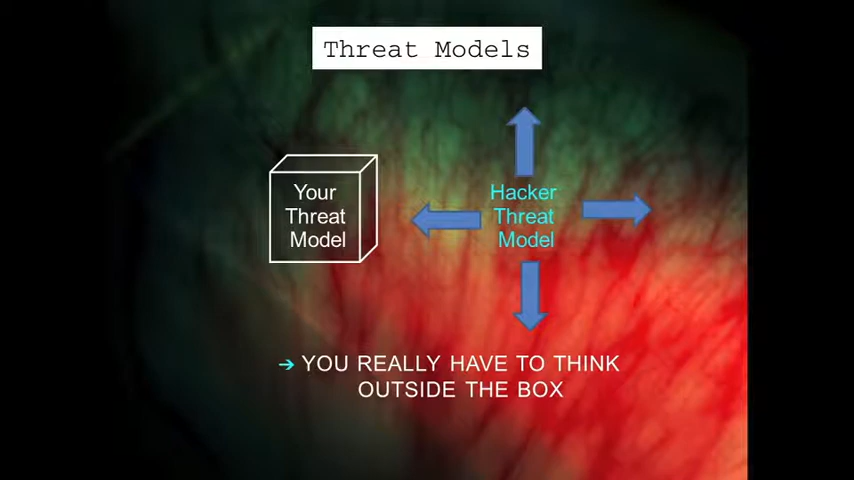 Threat Models
Your
Threat
Model
Hacker
Threat
Model
➔ YOU REALLY HAVE TO THINK
OUTSIDE THE BOX